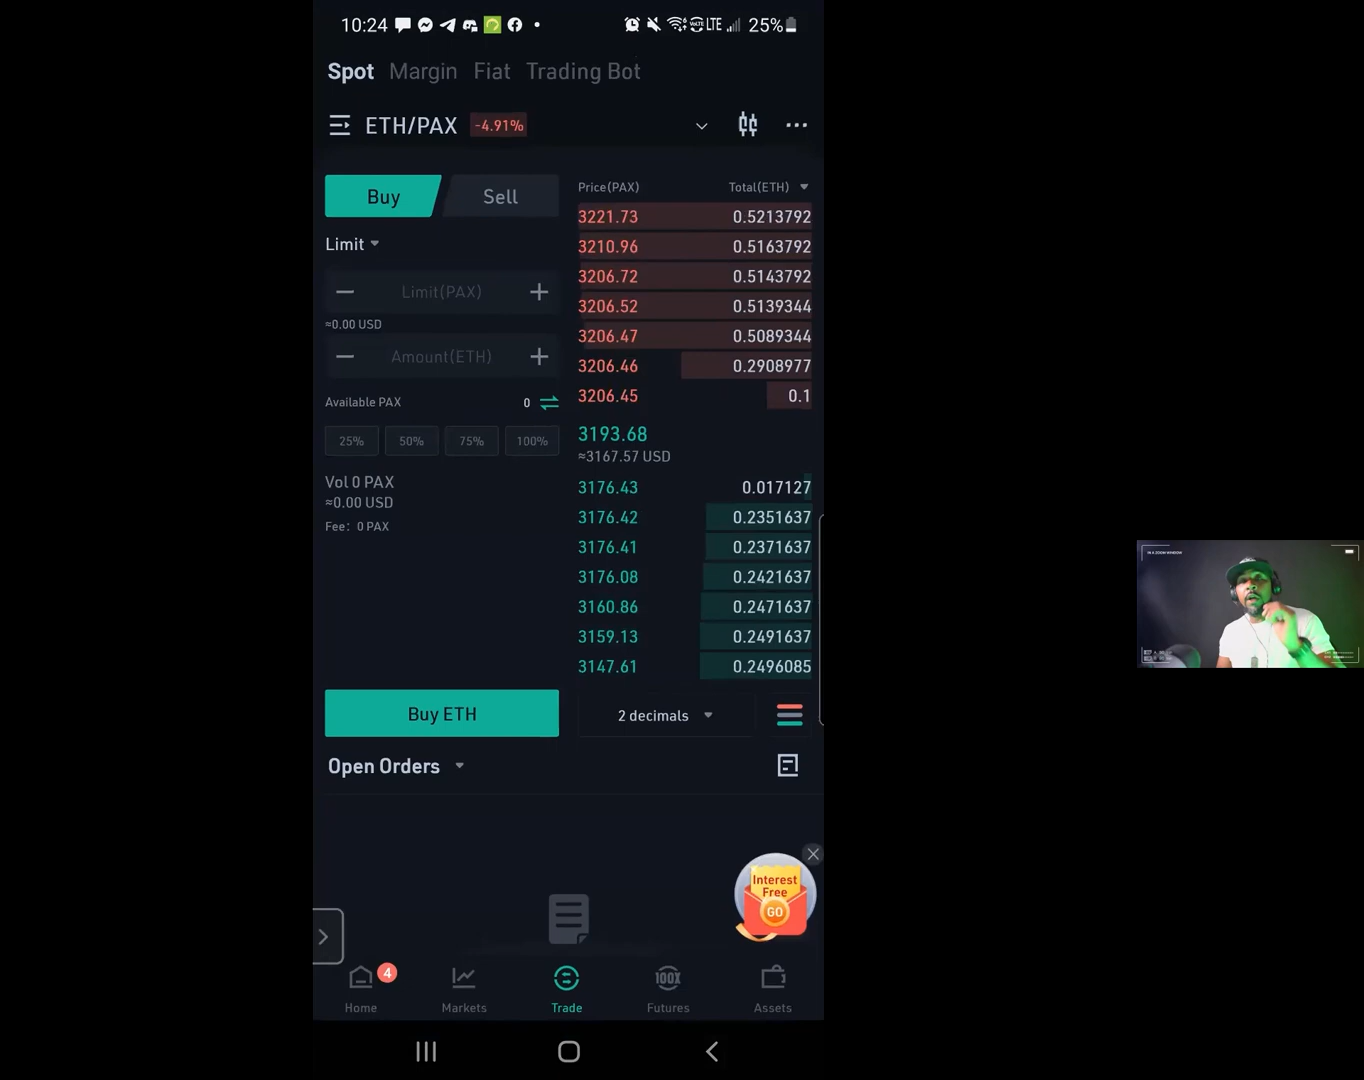 10:24
LTE 25%
Spot Margin Fiat Trading Bot
ETH/PAX -4.91%
Buy Sell
Limit
Limit(PAX)
≈0.00 USD
Amount(ETH)
Available PAX 0
25% 50% 75% 100%
Vol 0 PAX
≈0.00 USD
Fee: 0 PAX
Buy ETH
Price(PAX) Total(ETH)
3221.73 0.5213792
3210.96 0.5163792
3206.72 0.5143792
3206.52 0.5139344
3206.47 0.5089344
3206.46 0.2908977
3206.45 0.1
3193.68
≈3167.57 USD
3176.43 0.017127
3176.42 0.2351637
3176.41 0.2371637
3176.08 0.2421637
3160.86 0.2471637
3159.13 0.2491637
3147.61 0.2496085
2 decimals
Open Orders
Interest
Free
GO
4
100X
Home Markets Trade Futures Assets
IN A ZOOM WINDOW